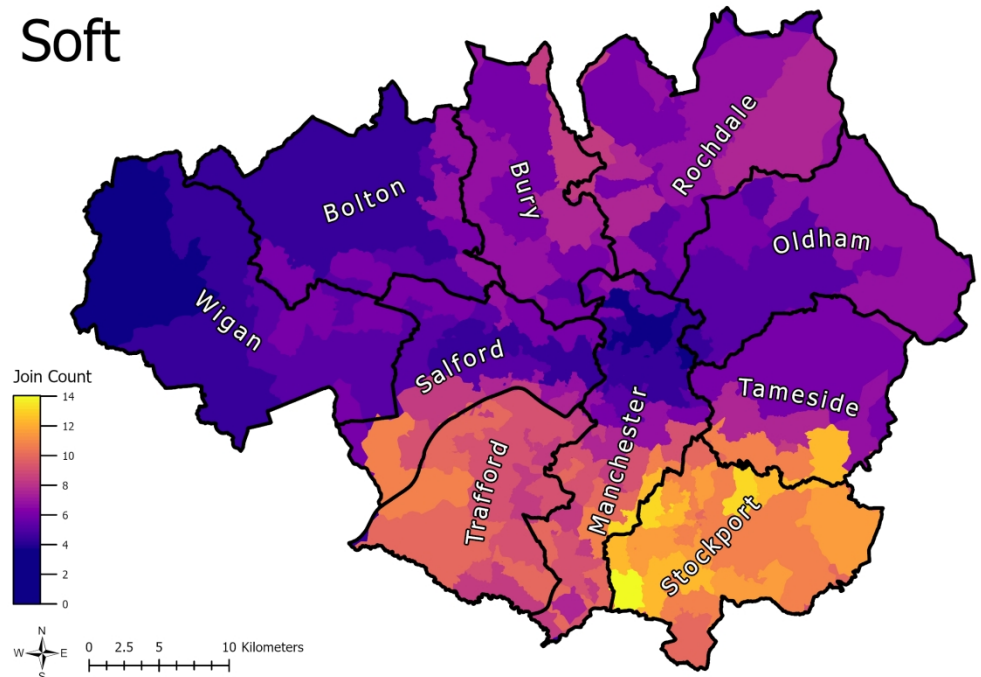 Soft
Rochdale
Bury
Bolton
Oldham
Wigan
Salford
Tameside
Manchester
Trafford
Stockport
Join Count
14
12
10
8
6
4
2
0
N
W E
S
0 2.5 5 10 Kilometers